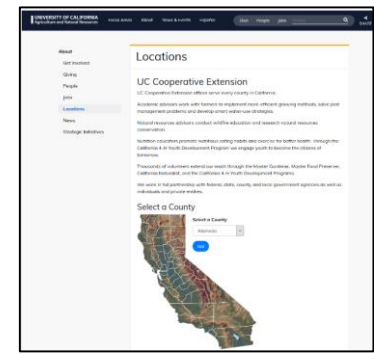 UNIVERSITY OF CALIFORNIA
Agriculture and Natural Resources
About
News & Events
People
Jobs
About
Get Involved
Giving
People
Jobs
Locations
News
Strategic Initiatives
Locations
UC Cooperative Extension
UC Cooperative Extension offices serve every county in California.
Academic advisors work with farmers to implement more-efficient growing methods, solve pest
management problems and develop smart water-use strategies.
Natural resources advisors conduct wildfire education and research natural resources
conservation.
Nutrition educators promote nutritious eating habits and exercise for better health. Through the
California 4-H Youth Development Program we engage youth to become the citizens of
tomorrow.
Thousands of volunteers extend our reach through the Master Gardener, Master Food Preserver,
California Naturalist, and the California 4-H Youth Development Programs.
We work in full partnership with federal, state, county, and local government agencies as well as
individuals and private entities.
Select a County
Select a County
Alameda